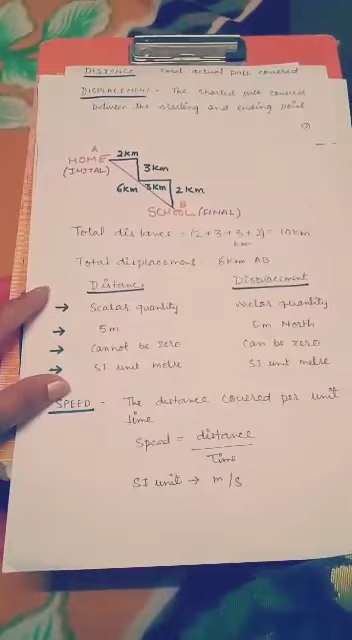 DISTANCE - total actual path covered
DISPLACEMENT - The shortest path covered
between the starting and ending point
A
HOME
(INITAL)
2km
3km
6km 3km 2km
B
SCHOOL (FINAL)
Total distance = (2+3+3+2) = 10km
km
Total displacement = 6km AB
Distance Displacement
→ Scalar quantity Vector quantity
→ 5m 5m North
→ Cannot be zero Can be zero
→ SI unit metre SI unit metre
SPEED - The distance covered per unit
time
Speed = distance
Time
SI unit → m/s